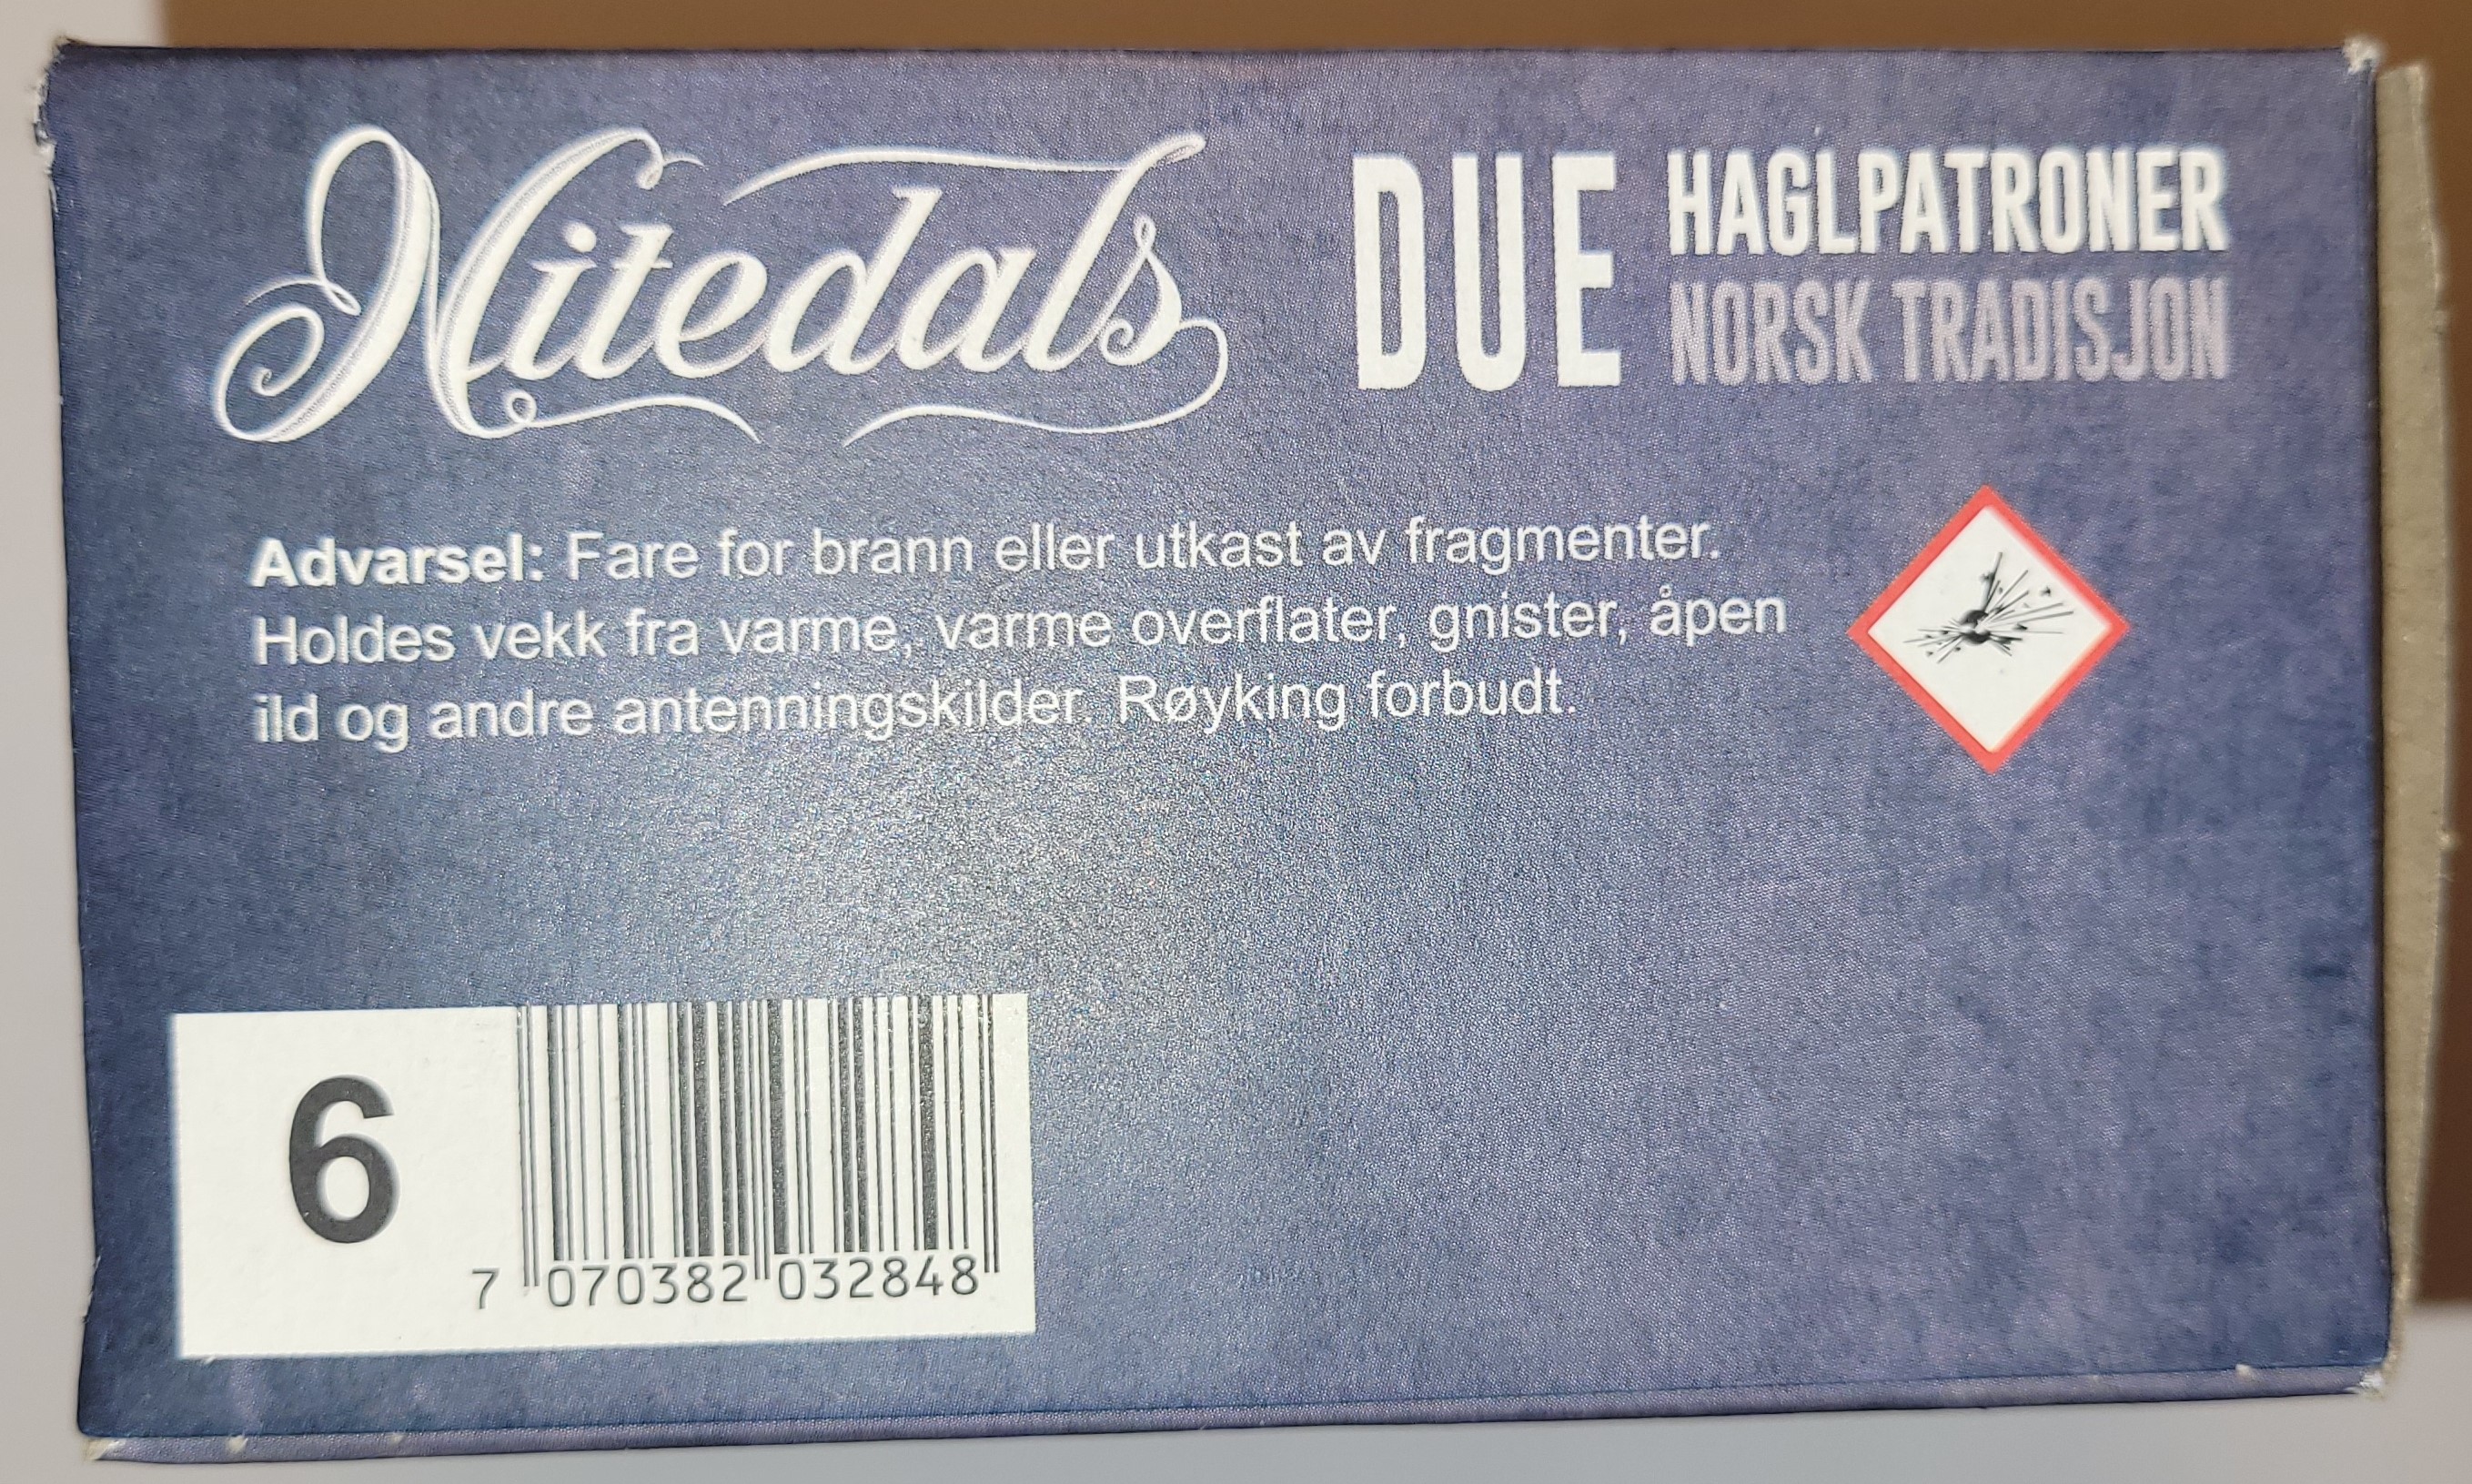 Nitedals
DUE
HAGLPATRONER
NORSK TRADISJON
Advarsel: Fare for brann eller utkast av fragmenter.
Holdes vekk fra varme, varme overflater, gnister, åpen
ild og andre antenningskilder. Røyking forbudt.
6
7 070382 032848